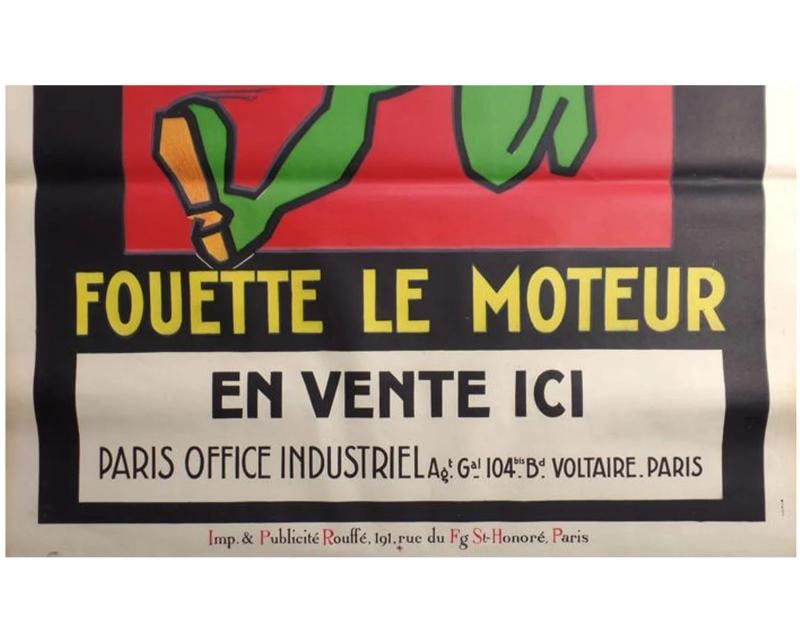 FOUETTE LE MOTEUR
EN VENTE ICI
PARIS OFFICE INDUSTRIEL Agt. Gal 104bis Bd VOLTAIRE. PARIS
Imp. & Publicité Rouffé, 191, rue du Fg St-Honoré, Paris